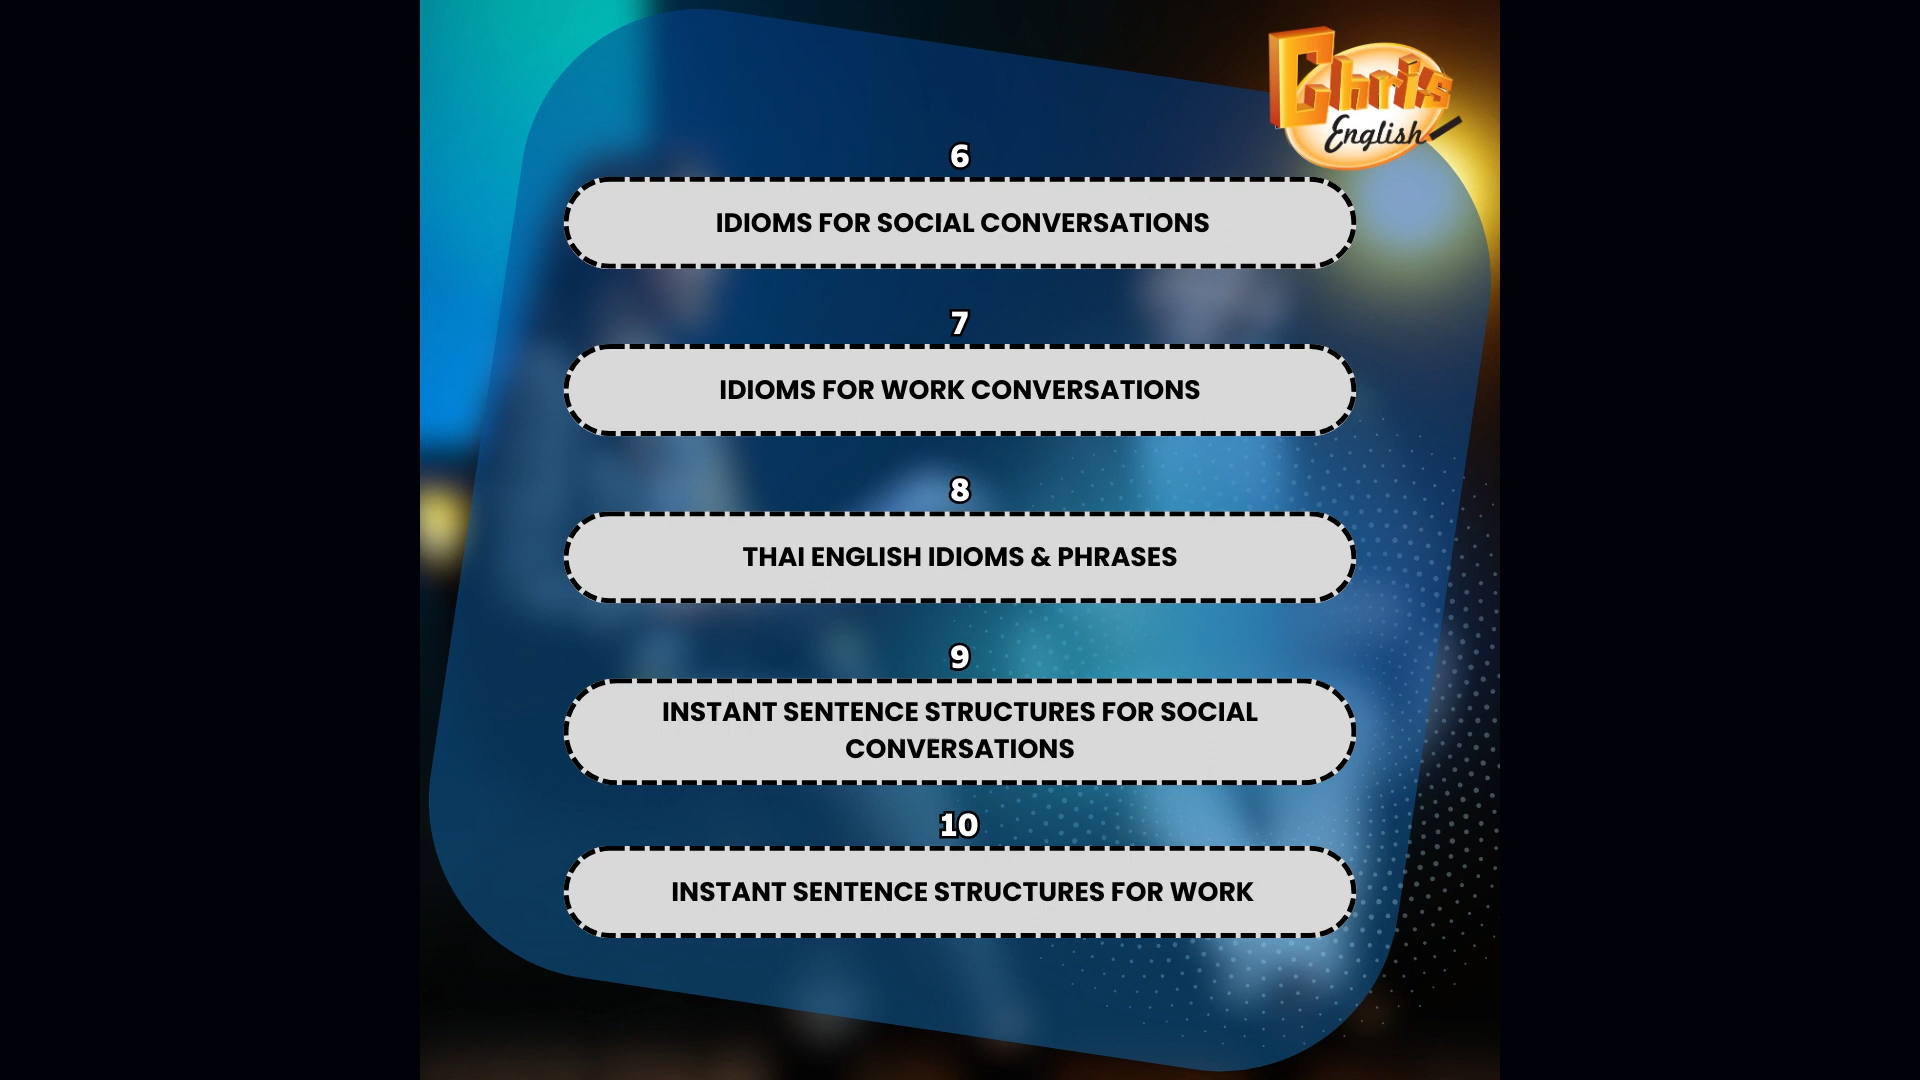 Chris
English
6
IDIOMS FOR SOCIAL CONVERSATIONS
7
IDIOMS FOR WORK CONVERSATIONS
8
THAI ENGLISH IDIOMS & PHRASES
9
INSTANT SENTENCE STRUCTURES FOR SOCIAL
CONVERSATIONS
10
INSTANT SENTENCE STRUCTURES FOR WORK